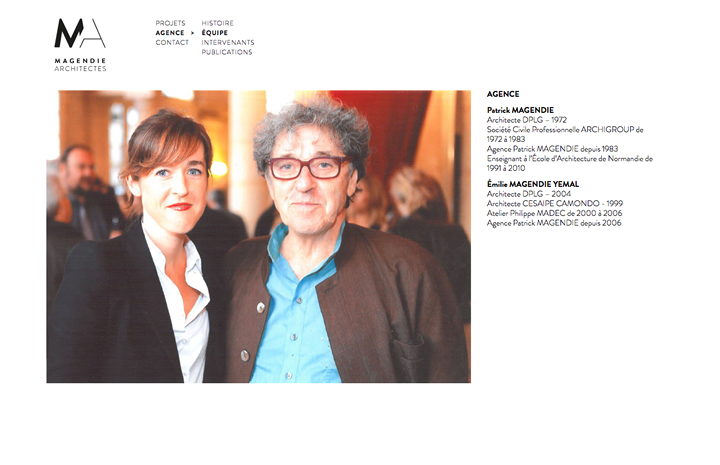 MA
MAGENDIE
ARCHITECTES
PROJETS
AGENCE >
CONTACT
HISTOIRE
ÉQUIPE
INTERVENANTS
PUBLICATIONS
AGENCE
Patrick MAGENDIE
Architecte DPLG – 1972
Société Civile Professionnelle ARCHIGROUP de
1972 à 1983
Agence Patrick MAGENDIE depuis 1983
Enseignant à l'École d'Architecture de Normandie de
1991 à 2010
Émilie MAGENDIE YEMAL
Architecte DPLG – 2004
Architecte CESAIPE CAMONDO - 1999
Atelier Philippe MADEC de 2000 à 2006
Agence Patrick MAGENDIE depuis 2006